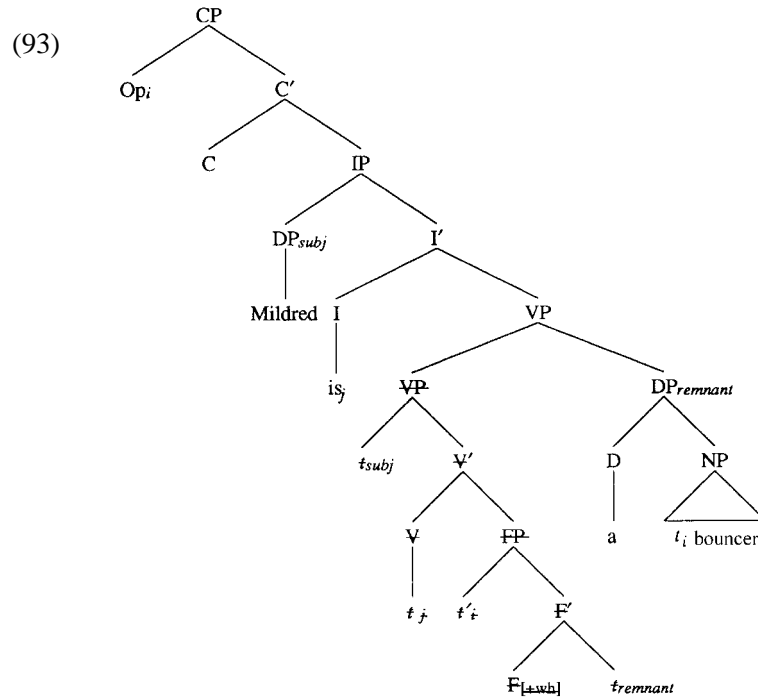 CP
(93)
Opi C′
C IP
DPsubj I′
Mildred I VP
isj VP DPremnant
tsubj V′ D NP
V FP a ti bouncer
tj t′i F′
F[+wh] tremnant